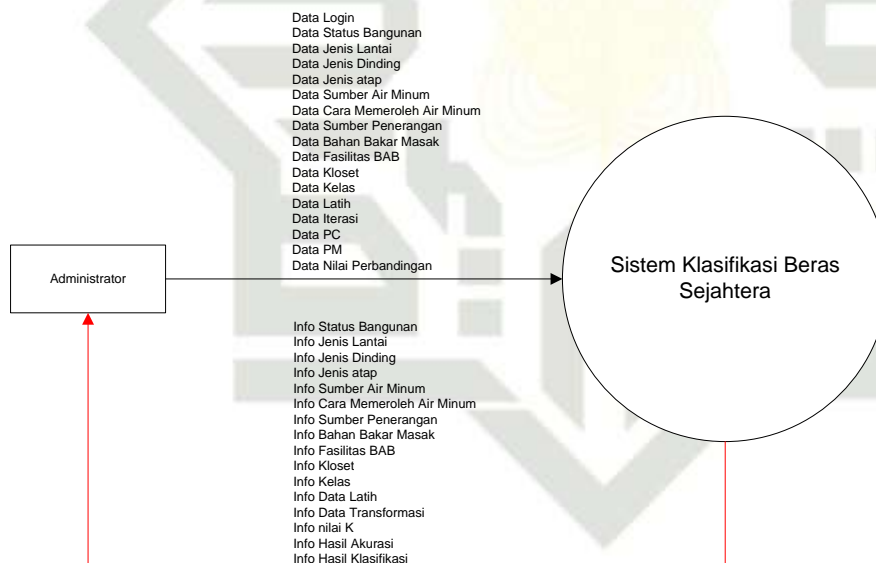 Data Login
Data Status Bangunan
Data Jenis Lantai
Data Jenis Dinding
Data Jenis atap
Data Sumber Air Minum
Data Cara Memeroleh Air Minum
Data Sumber Penerangan
Data Bahan Bakar Masak
Data Fasilitas BAB
Data Kloset
Data Kelas
Data Latih
Data Iterasi
Data PC
Data PM
Data Nilai Perbandingan
Administrator
Sistem Klasifikasi Beras
Sejahtera
Info Status Bangunan
Info Jenis Lantai
Info Jenis Dinding
Info Jenis atap
Info Sumber Air Minum
Info Cara Memeroleh Air Minum
Info Sumber Penerangan
Info Bahan Bakar Masak
Info Fasilitas BAB
Info Kloset
Info Kelas
Info Data Latih
Info Data Transformasi
Info nilai K
Info Hasil Akurasi
Info Hasil Klasifikasi